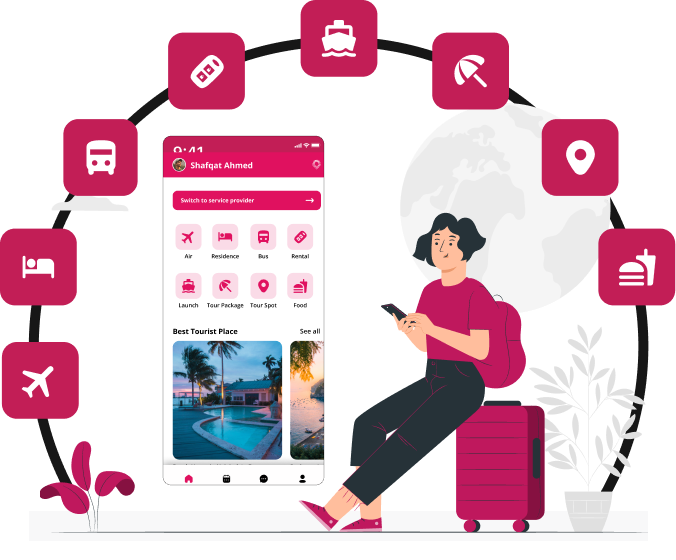 9:41
Shafqat Ahmed
Switch to service provider
Air Residence Bus Rental
Launch Tour Package Tour Spot Food
Best Tourist Place See all